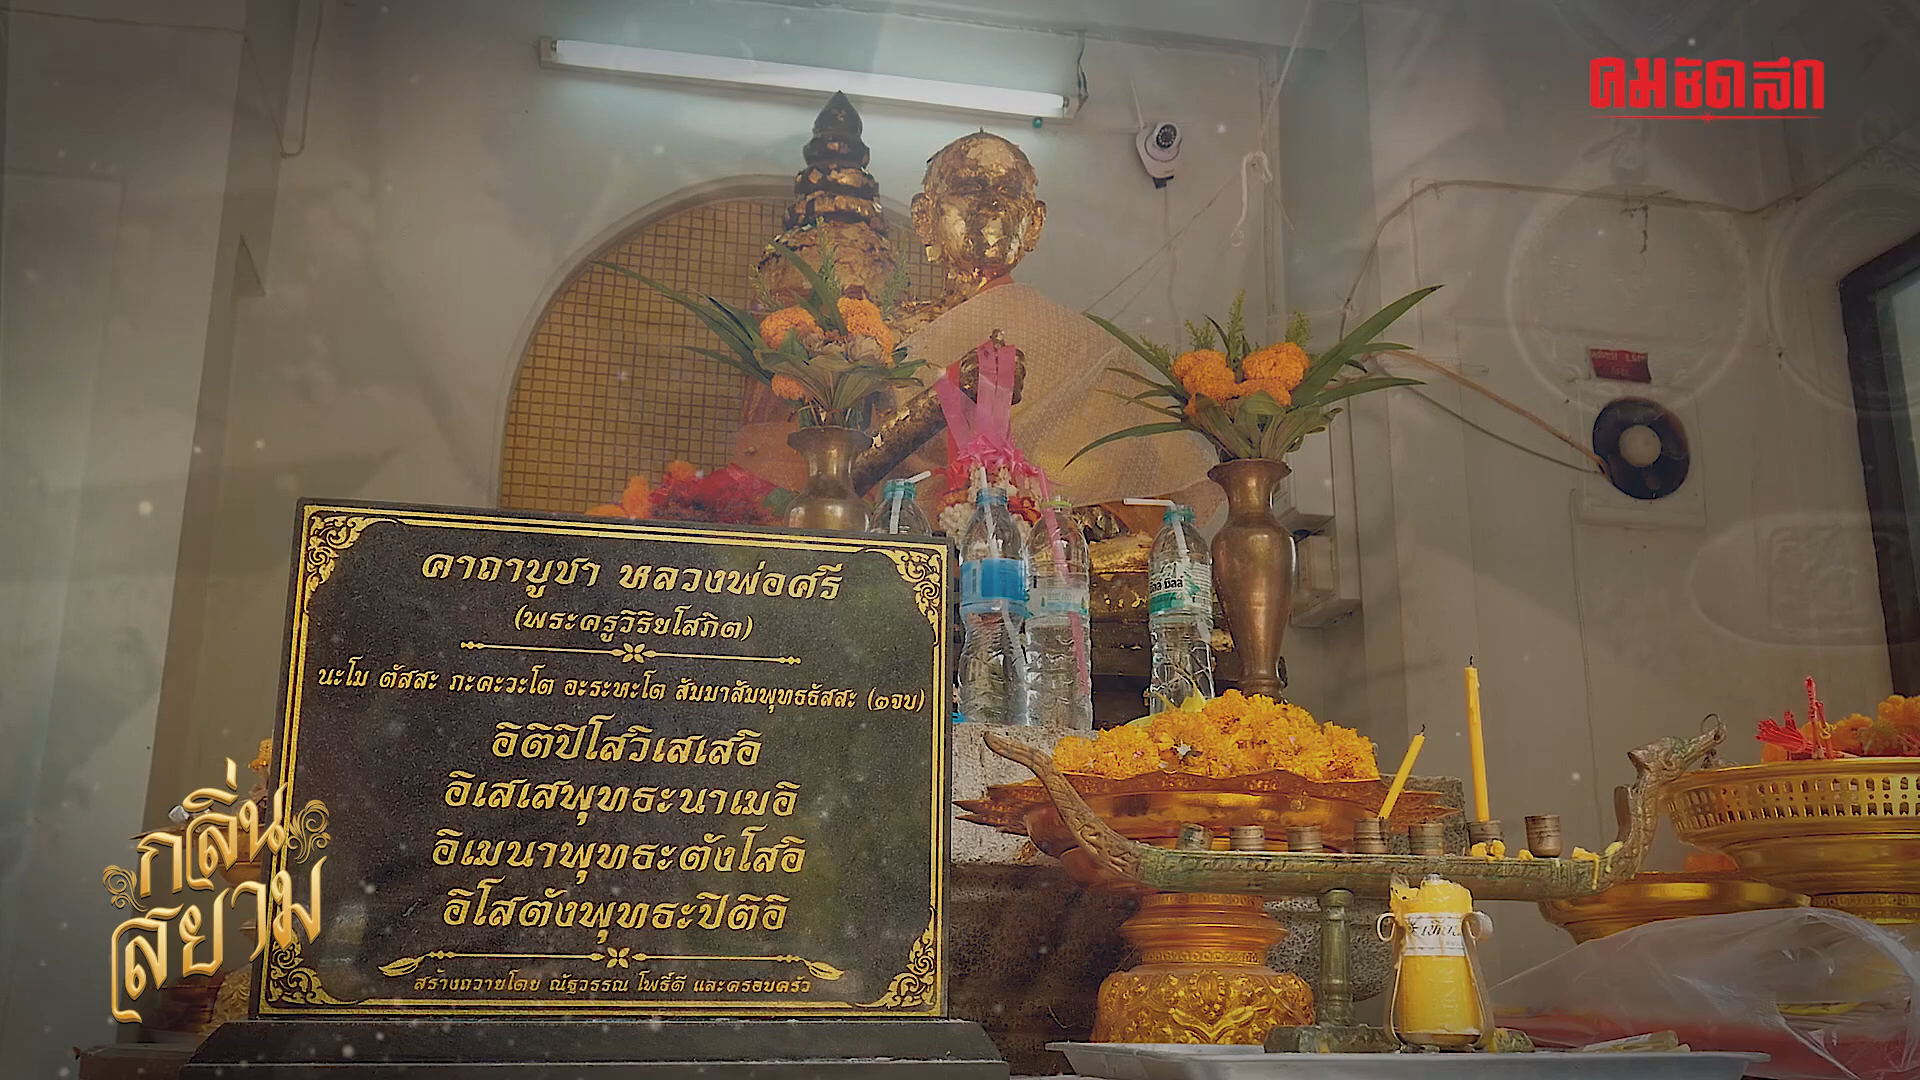 คมชัดลึก
คาถาบูชา หลวงพ่อศรี
(พระครูวิริยโสภิต)
นะโม ตัสสะ ภะคะวะโต อะระหะโต สัมมาสัมพุทธธัสสะ (๑จบ)
อิติปิโสวิเสเสอิ
อิเสเสพุทธะนาเมอิ
อิเมนาพุทธะตังโสอิ
อิโสตังพุทธะปิติอิ
สร้างถวายโดย ณัฐวรรณ โพธิ์ดี และครอบครัว
กลิ่น
สยาม